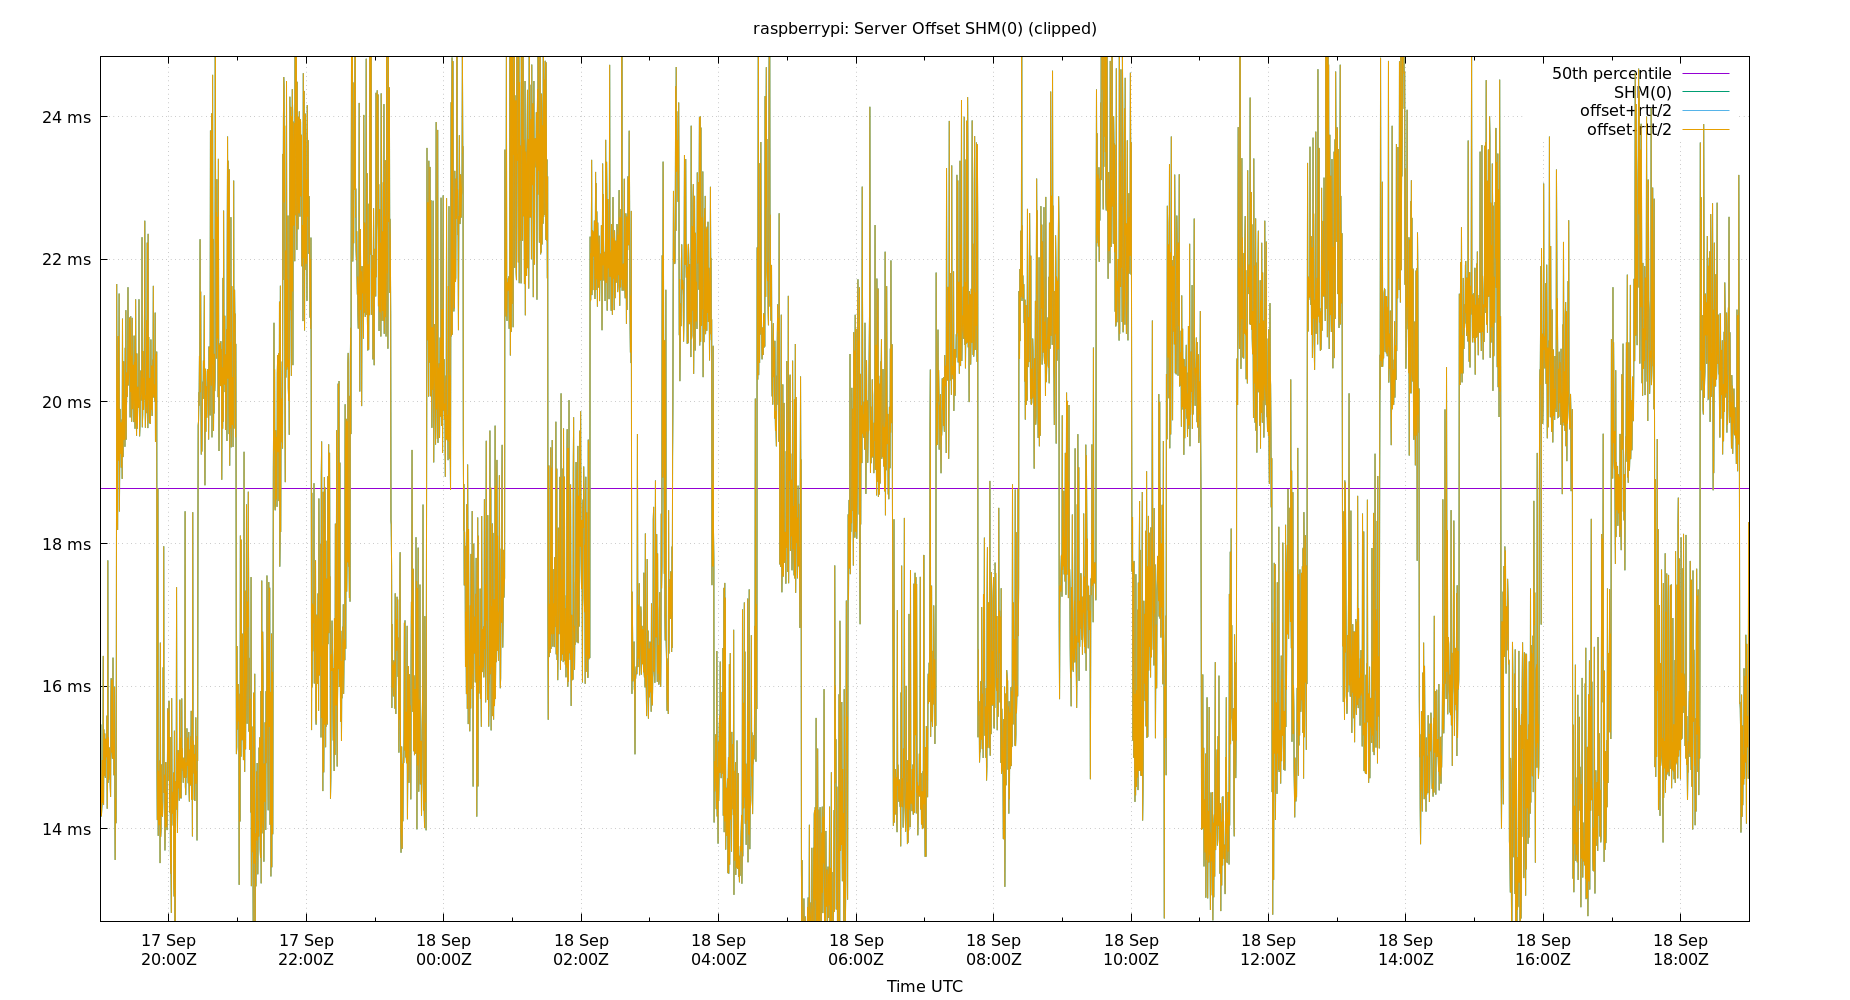 raspberrypi: Server Offset SHM(0) (clipped)
50th percentile
SHM(0)
offset+rtt/2
offset-rtt/2
24 ms
22 ms
20 ms
18 ms
16 ms
14 ms
17 Sep 17 Sep 18 Sep 18 Sep 18 Sep 18 Sep 18 Sep 18 Sep 18 Sep 18 Sep 18 Sep 18 Sep
20:00Z 22:00Z 00:00Z 02:00Z 04:00Z 06:00Z 08:00Z 10:00Z 12:00Z 14:00Z 16:00Z 18:00Z
Time UTC